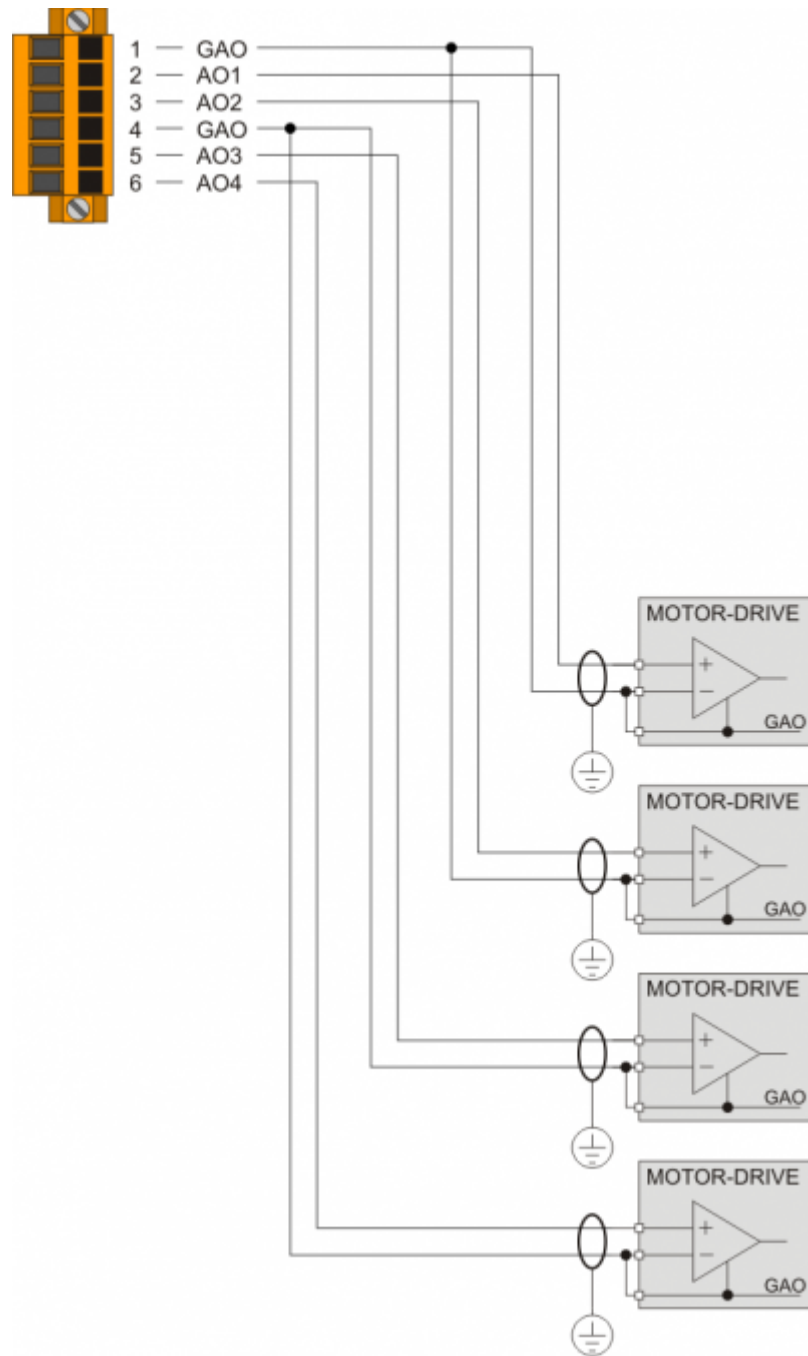 1 — GAO
2 — AO1
3 — AO2
4 — GAO
5 — AO3
6 — AO4
MOTOR-DRIVE
+
−
GAO
MOTOR-DRIVE
+
−
GAO
MOTOR-DRIVE
+
−
GAO
MOTOR-DRIVE
+
−
GAO